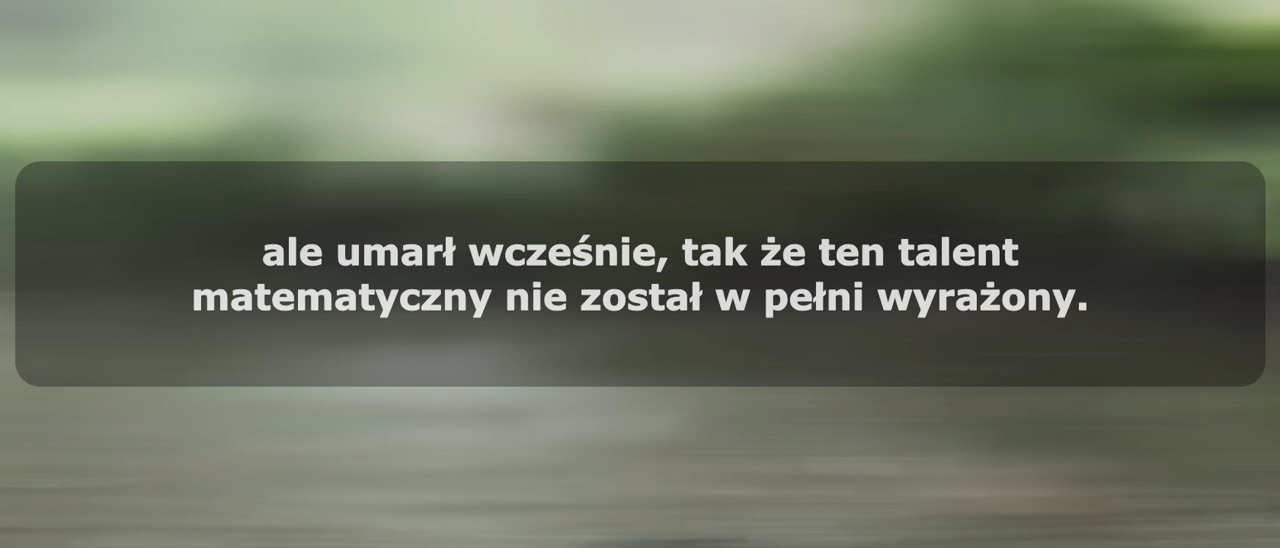 ale umarł wcześnie, tak że ten talent
matematyczny nie został w pełni wyrażony.